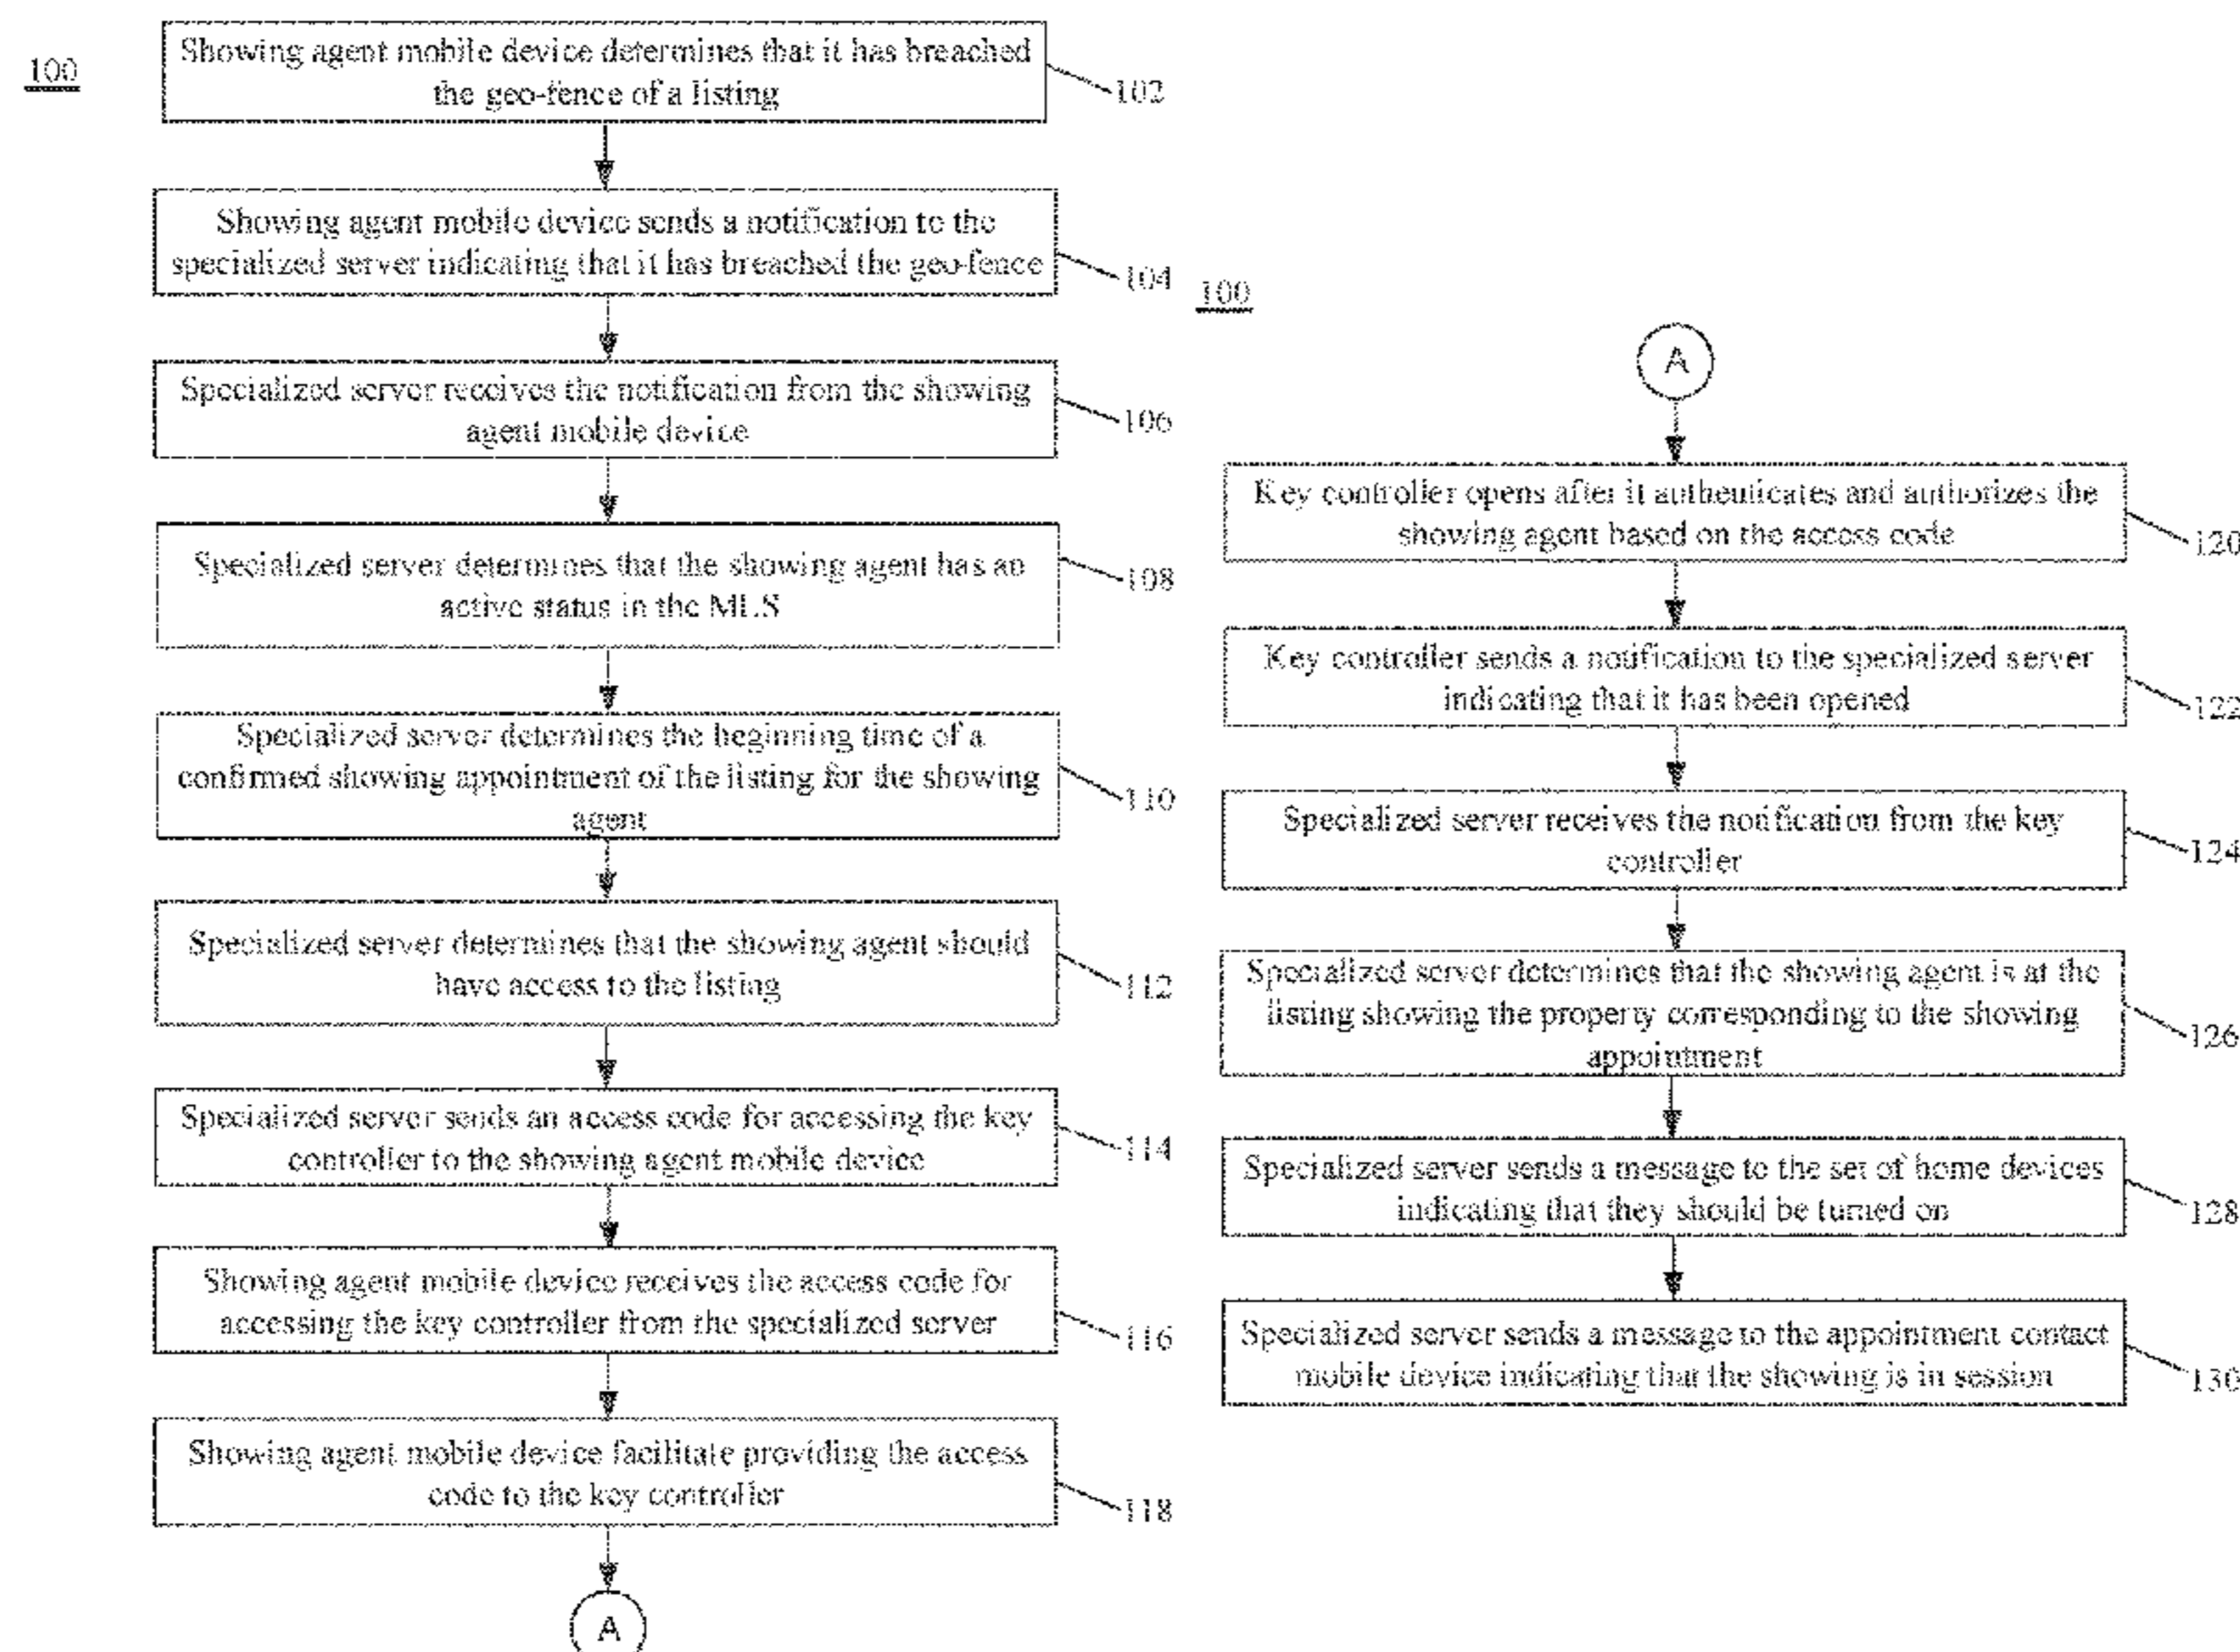 100
Showing agent mobile device determines that it has breached
the geo-fence of a listing
102
Showing agent mobile device sends a notification to the
specialized server indicating that it has breached the geo-fence
104
Specialized server receives the notification from the showing
agent mobile device
106
Specialized server determines that the showing agent has an
active status in the MLS
108
Specialized server determines the beginning time of a
confirmed showing appointment of the listing for the showing
agent
110
Specialized server determines that the showing agent should
have access to the listing
112
Specialized server sends an access code for accessing the key
controller to the showing agent mobile device
114
Showing agent mobile device receives the access code for
accessing the key controller from the specialized server
116
Showing agent mobile device facilitate providing the access
code to the key controller
118
A
100
A
Key controller opens after it authenticates and authorizes the
showing agent based on the access code
120
Key controller sends a notification to the specialized server
indicating that it has been opened
122
Specialized server receives the notification from the key
controller
124
Specialized server determines that the showing agent is at the
listing showing the property corresponding to the showing
appointment
126
Specialized server sends a message to the set of home devices
indicating that they should be turned on
128
Specialized server sends a message to the appointment contact
mobile device indicating that the showing is in session
130